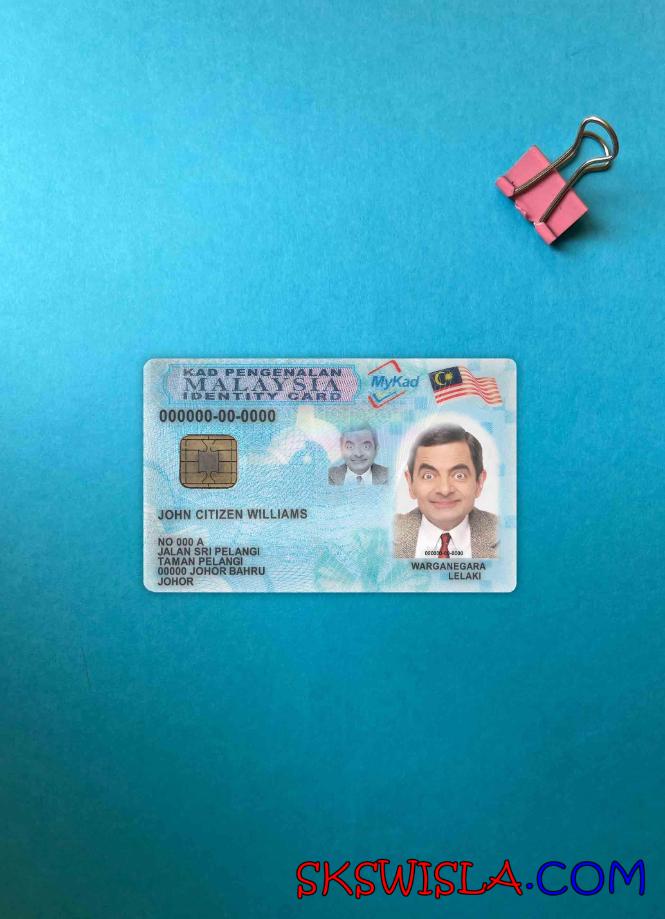 KAD PENGENALAN
MALAYSIA
IDENTITY CARD
MyKad
000000-00-0000
JOHN CITIZEN WILLIAMS
NO 000 A
JALAN SRI PELANGI
TAMAN PELANGI
00000 JOHOR BAHRU
JOHOR
000000-00-0000
WARGANEGARA
LELAKI
SKSWISLA.COM